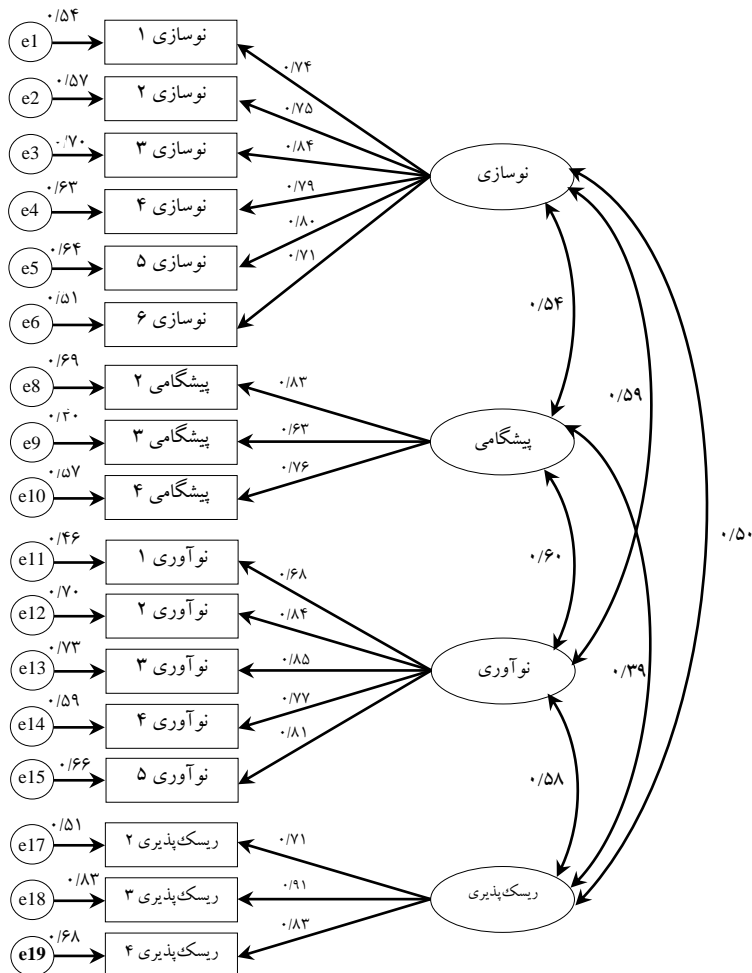 ۰/۵۴
e1
نوسازی ۱
۰/۷۴
۰/۵۷
e2
نوسازی ۲
۰/۷۵
۰/۷۰
e3
نوسازی ۳
۰/۸۴
نوسازی
۰/۶۳
e4
نوسازی ۴
۰/۷۹
۰/۶۴
e5
نوسازی ۵
۰/۸۰
۰/۵۱
e6
نوسازی ۶
۰/۷۱
۰/۵۴
۰/۵۹
۰/۵۰
۰/۶۹
e8
پیشگامی ۲
۰/۸۳
۰/۴۰
e9
پیشگامی ۳
۰/۶۳
پیشگامی
۰/۵۷
e10
پیشگامی ۴
۰/۷۶
۰/۶۰
۰/۴۶
e11
نوآوری ۱
۰/۶۸
۰/۷۰
e12
نوآوری ۲
۰/۸۴
۰/۷۳
e13
نوآوری ۳
۰/۸۵
نوآوری
۰/۳۹
۰/۵۹
e14
نوآوری ۴
۰/۷۷
۰/۶۶
e15
نوآوری ۵
۰/۸۱
۰/۵۸
۰/۵۱
e17
ریسک‌پذیری ۲
۰/۷۱
۰/۸۳
e18
ریسک‌پذیری ۳
۰/۹۱
ریسک‌پذیری
۰/۶۸
e19
ریسک‌پذیری ۴
۰/۸۳